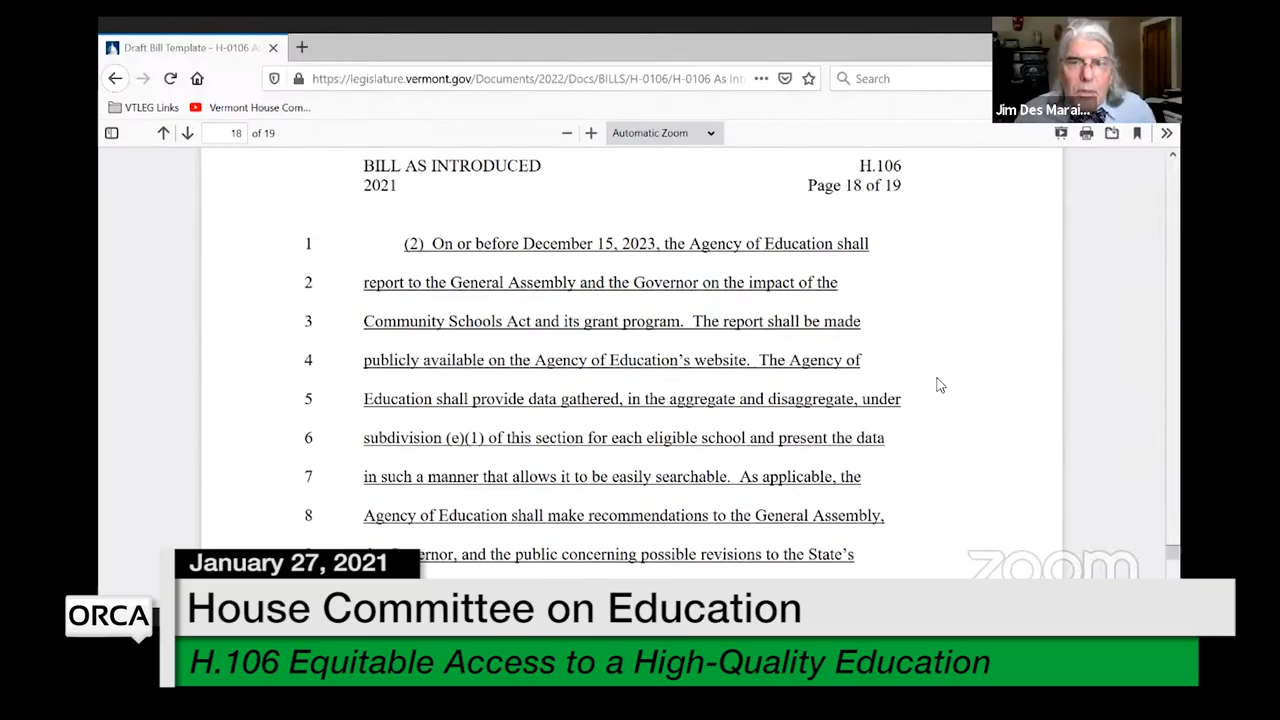 Draft Bill Template - H-0106 A
https://legislature.vermont.gov/Documents/2022/Docs/BILLS/H-0106/H-0106 As Int
Search
VTLEG Links
Vermont House Com...
18 of 19
Automatic Zoom
Jim Des Marai...
BILL AS INTRODUCED H.106
2021 Page 18 of 19
1 (2) On or before December 15, 2023, the Agency of Education shall
2 report to the General Assembly and the Governor on the impact of the
3 Community Schools Act and its grant program. The report shall be made
4 publicly available on the Agency of Education’s website. The Agency of
5 Education shall provide data gathered, in the aggregate and disaggregate, under
6 subdivision (e)(1) of this section for each eligible school and present the data
7 in such a manner that allows it to be easily searchable. As applicable, the
8 Agency of Education shall make recommendations to the General Assembly,
and the public concerning possible revisions to the State’s
zoom
January 27, 2021
ORCA
House Committee on Education
H.106 Equitable Access to a High-Quality Education